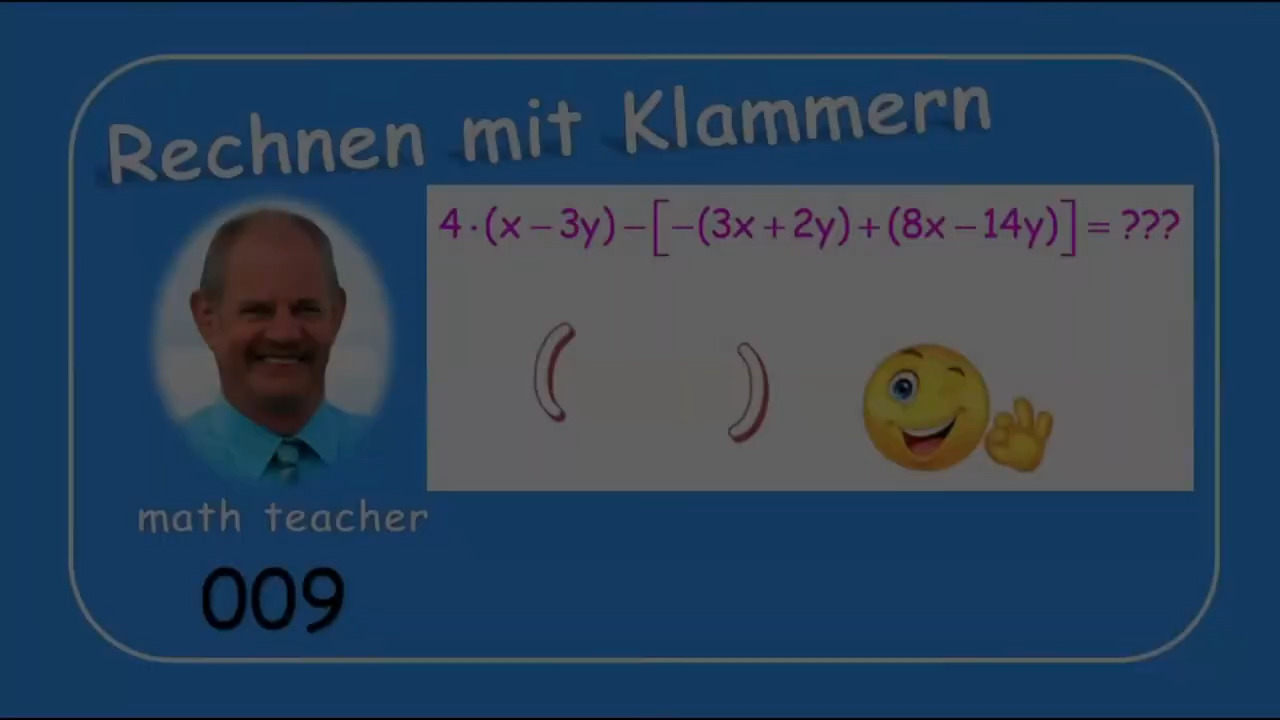 Rechnen mit Klammern
4·(x−3y)−[−(3x+2y)+(8x−14y)]=???
( )
math teacher
009